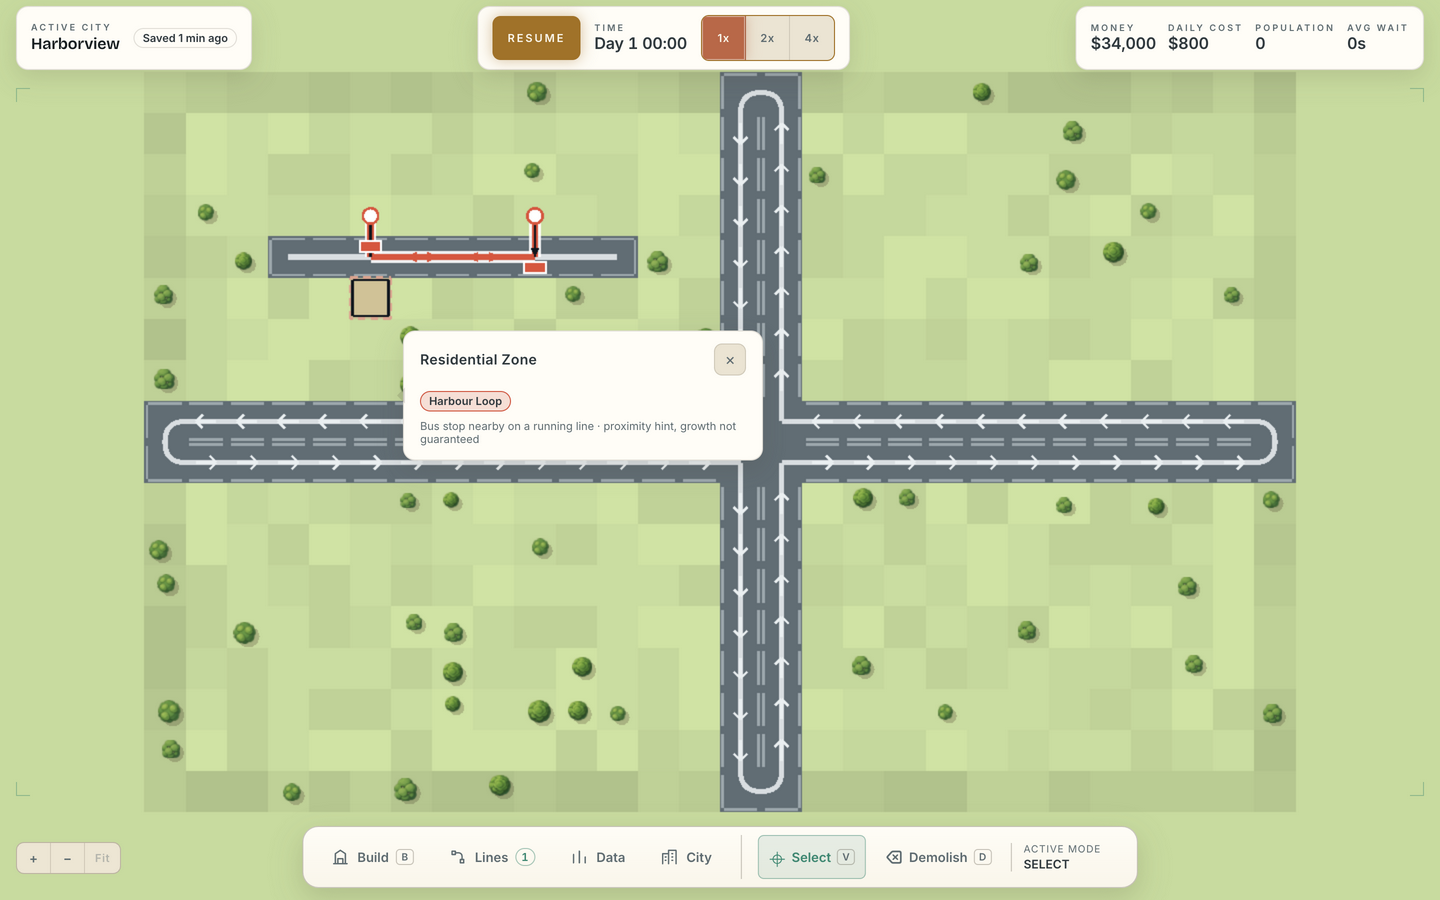 ACTIVE CITY
Harborview
Saved 1 min ago
RESUME
TIME
Day 1 00:00
1x
2x
4x
MONEY
$34,000
DAILY COST
$800
POPULATION
0
AVG WAIT
0s
Residential Zone
×
Harbour Loop
Bus stop nearby on a running line · proximity hint, growth not
guaranteed
+
−
Fit
Build B
Lines 1
Data
City
Select V
Demolish D
ACTIVE MODE
SELECT